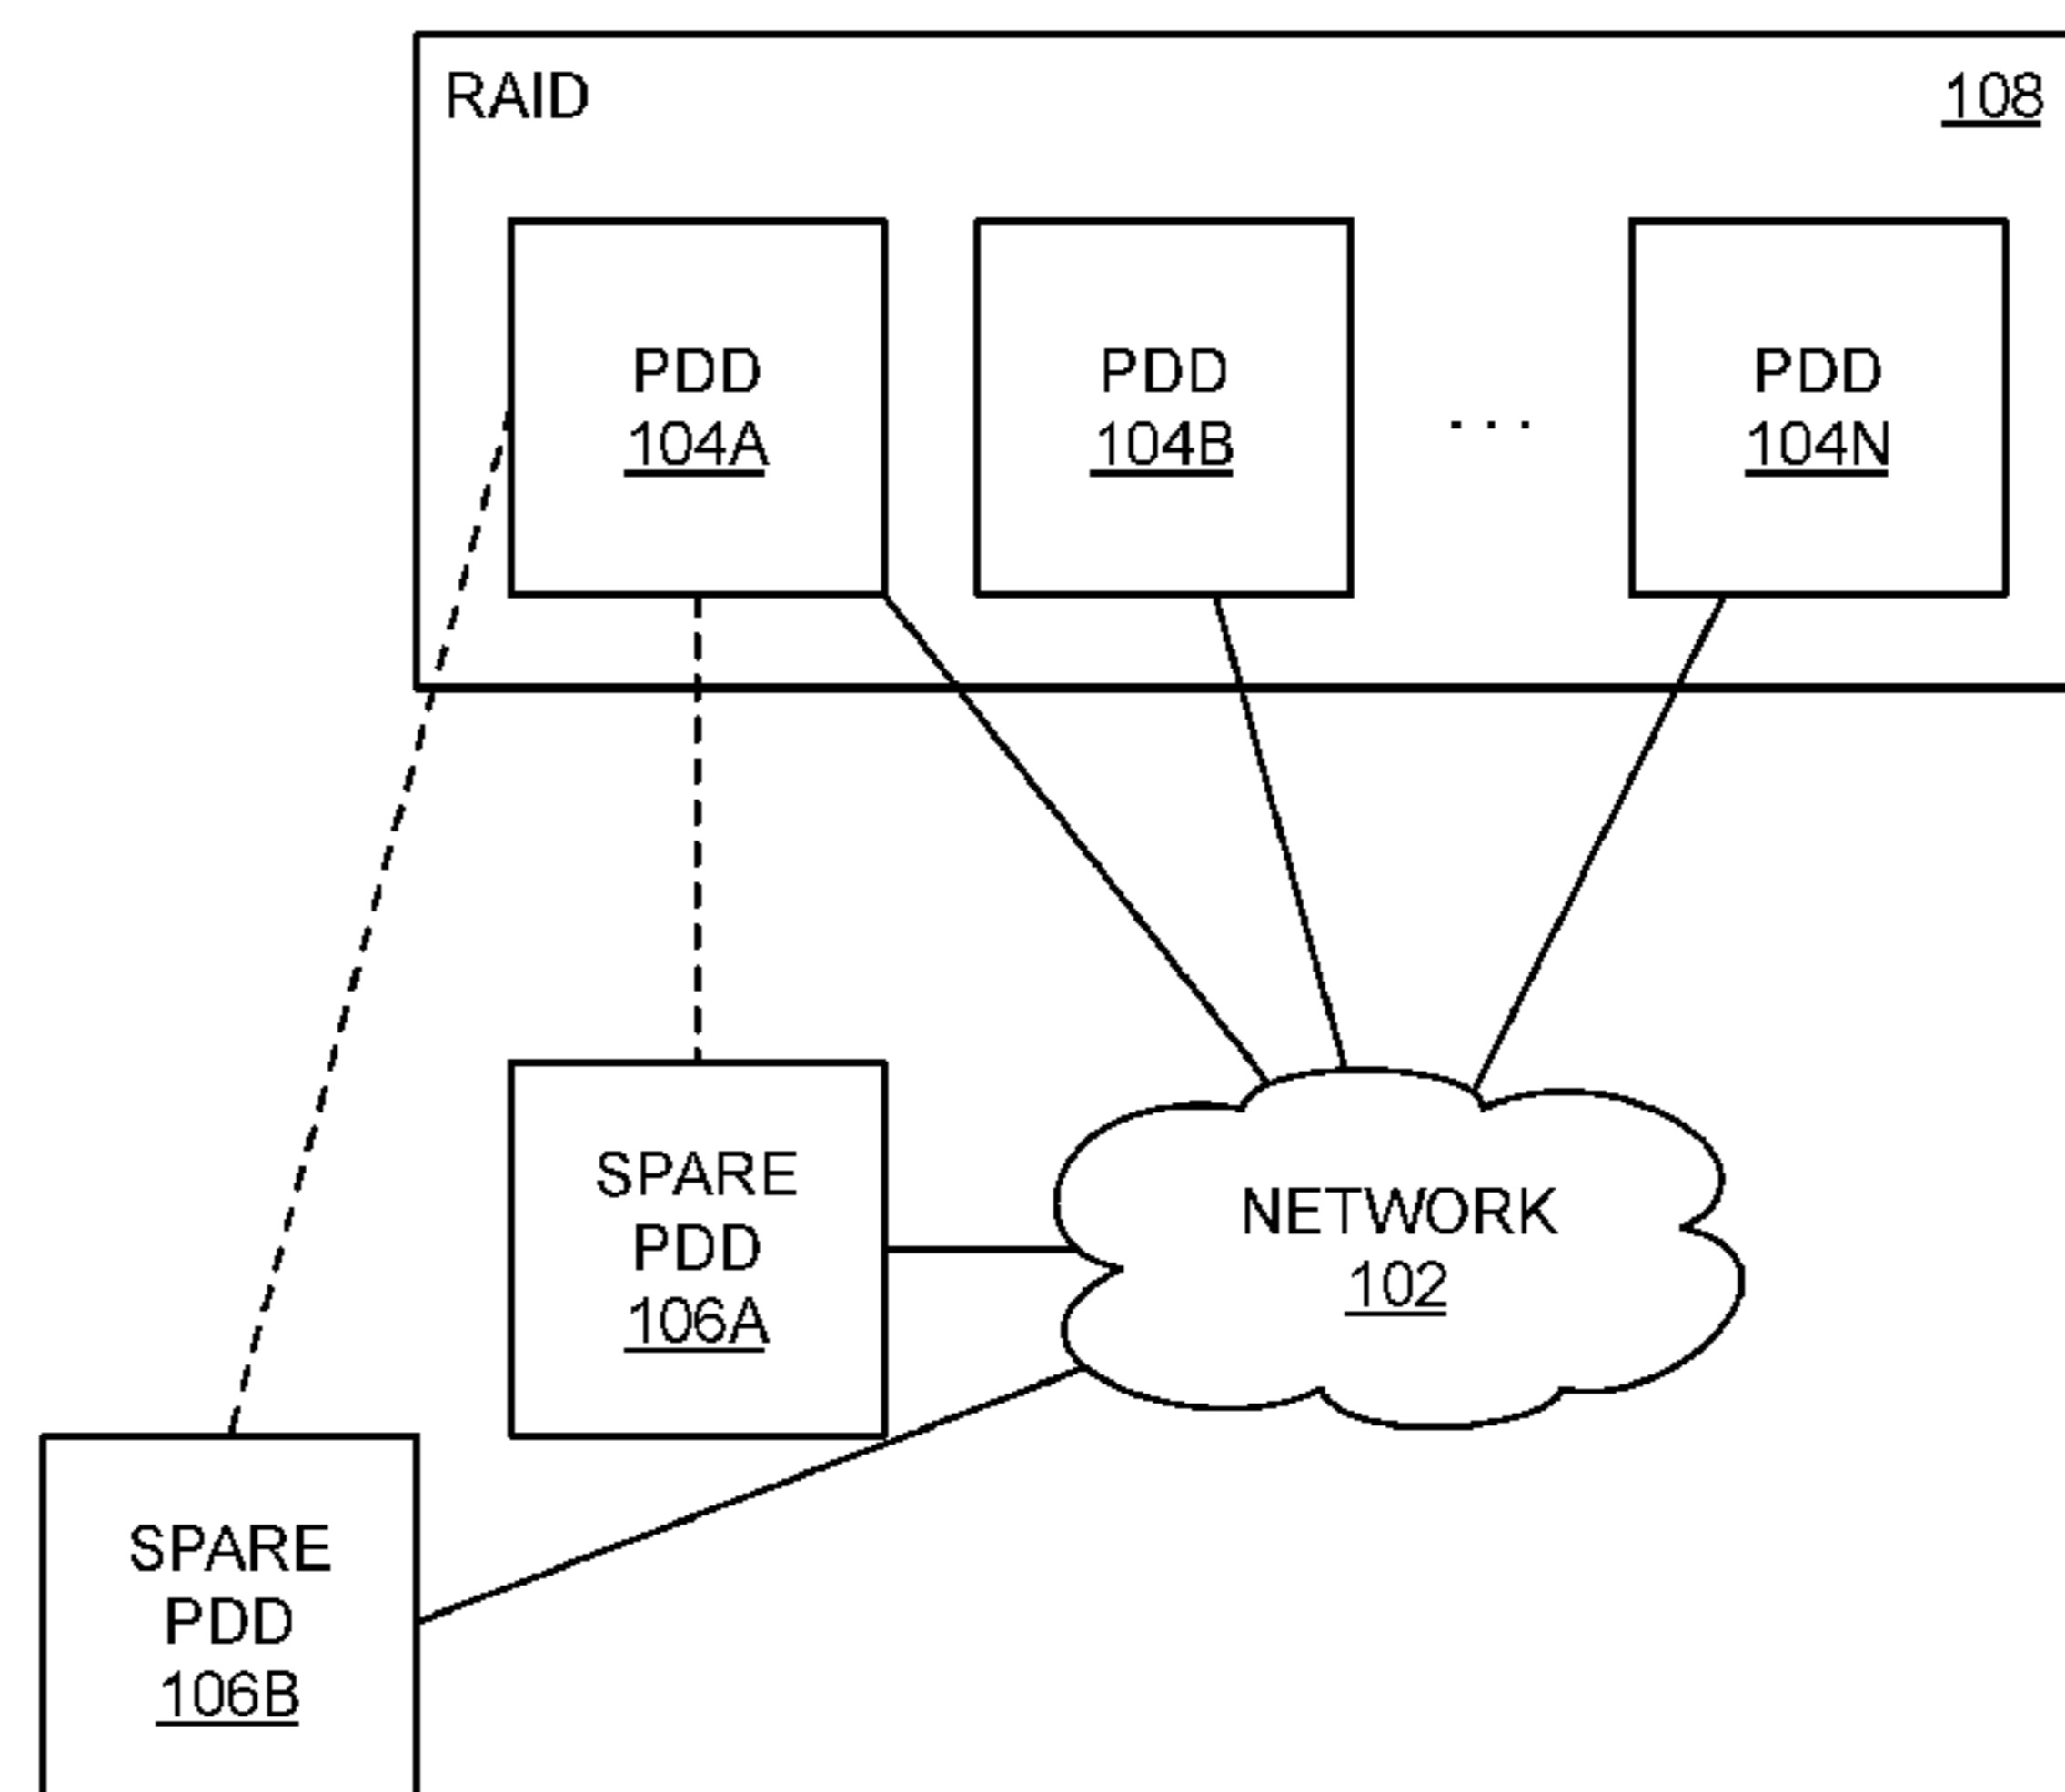 RAID
108
PDD
104A
PDD
104B
. . .
PDD
104N
SPARE
PDD
106A
NETWORK
102
SPARE
PDD
106B